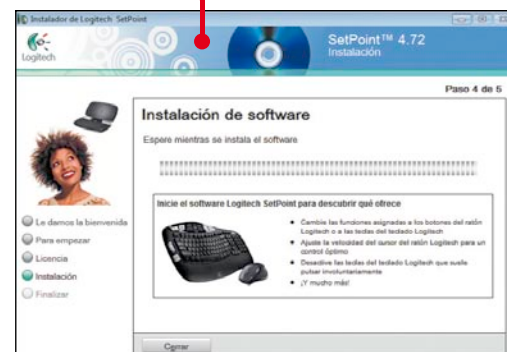 Instalador de Logitech SetPoint
Logitech
SetPoint™ 4.72
Instalación
Paso 4 de 5
Instalación de software
Espere mientras se instala el software
Inicie el software Logitech SetPoint para descubrir qué ofrece
Cambie las funciones asignadas a los botones del ratón
Logitech o a las teclas del teclado Logitech
Ajuste la velocidad del cursor del ratón Logitech para un
control óptimo
Desactive las teclas del teclado Logitech que suele
pulsar involuntariamente
¡Y mucho más!
Le damos la bienvenida
Para empezar
Licencia
Instalación
Finalizar
Cerrar